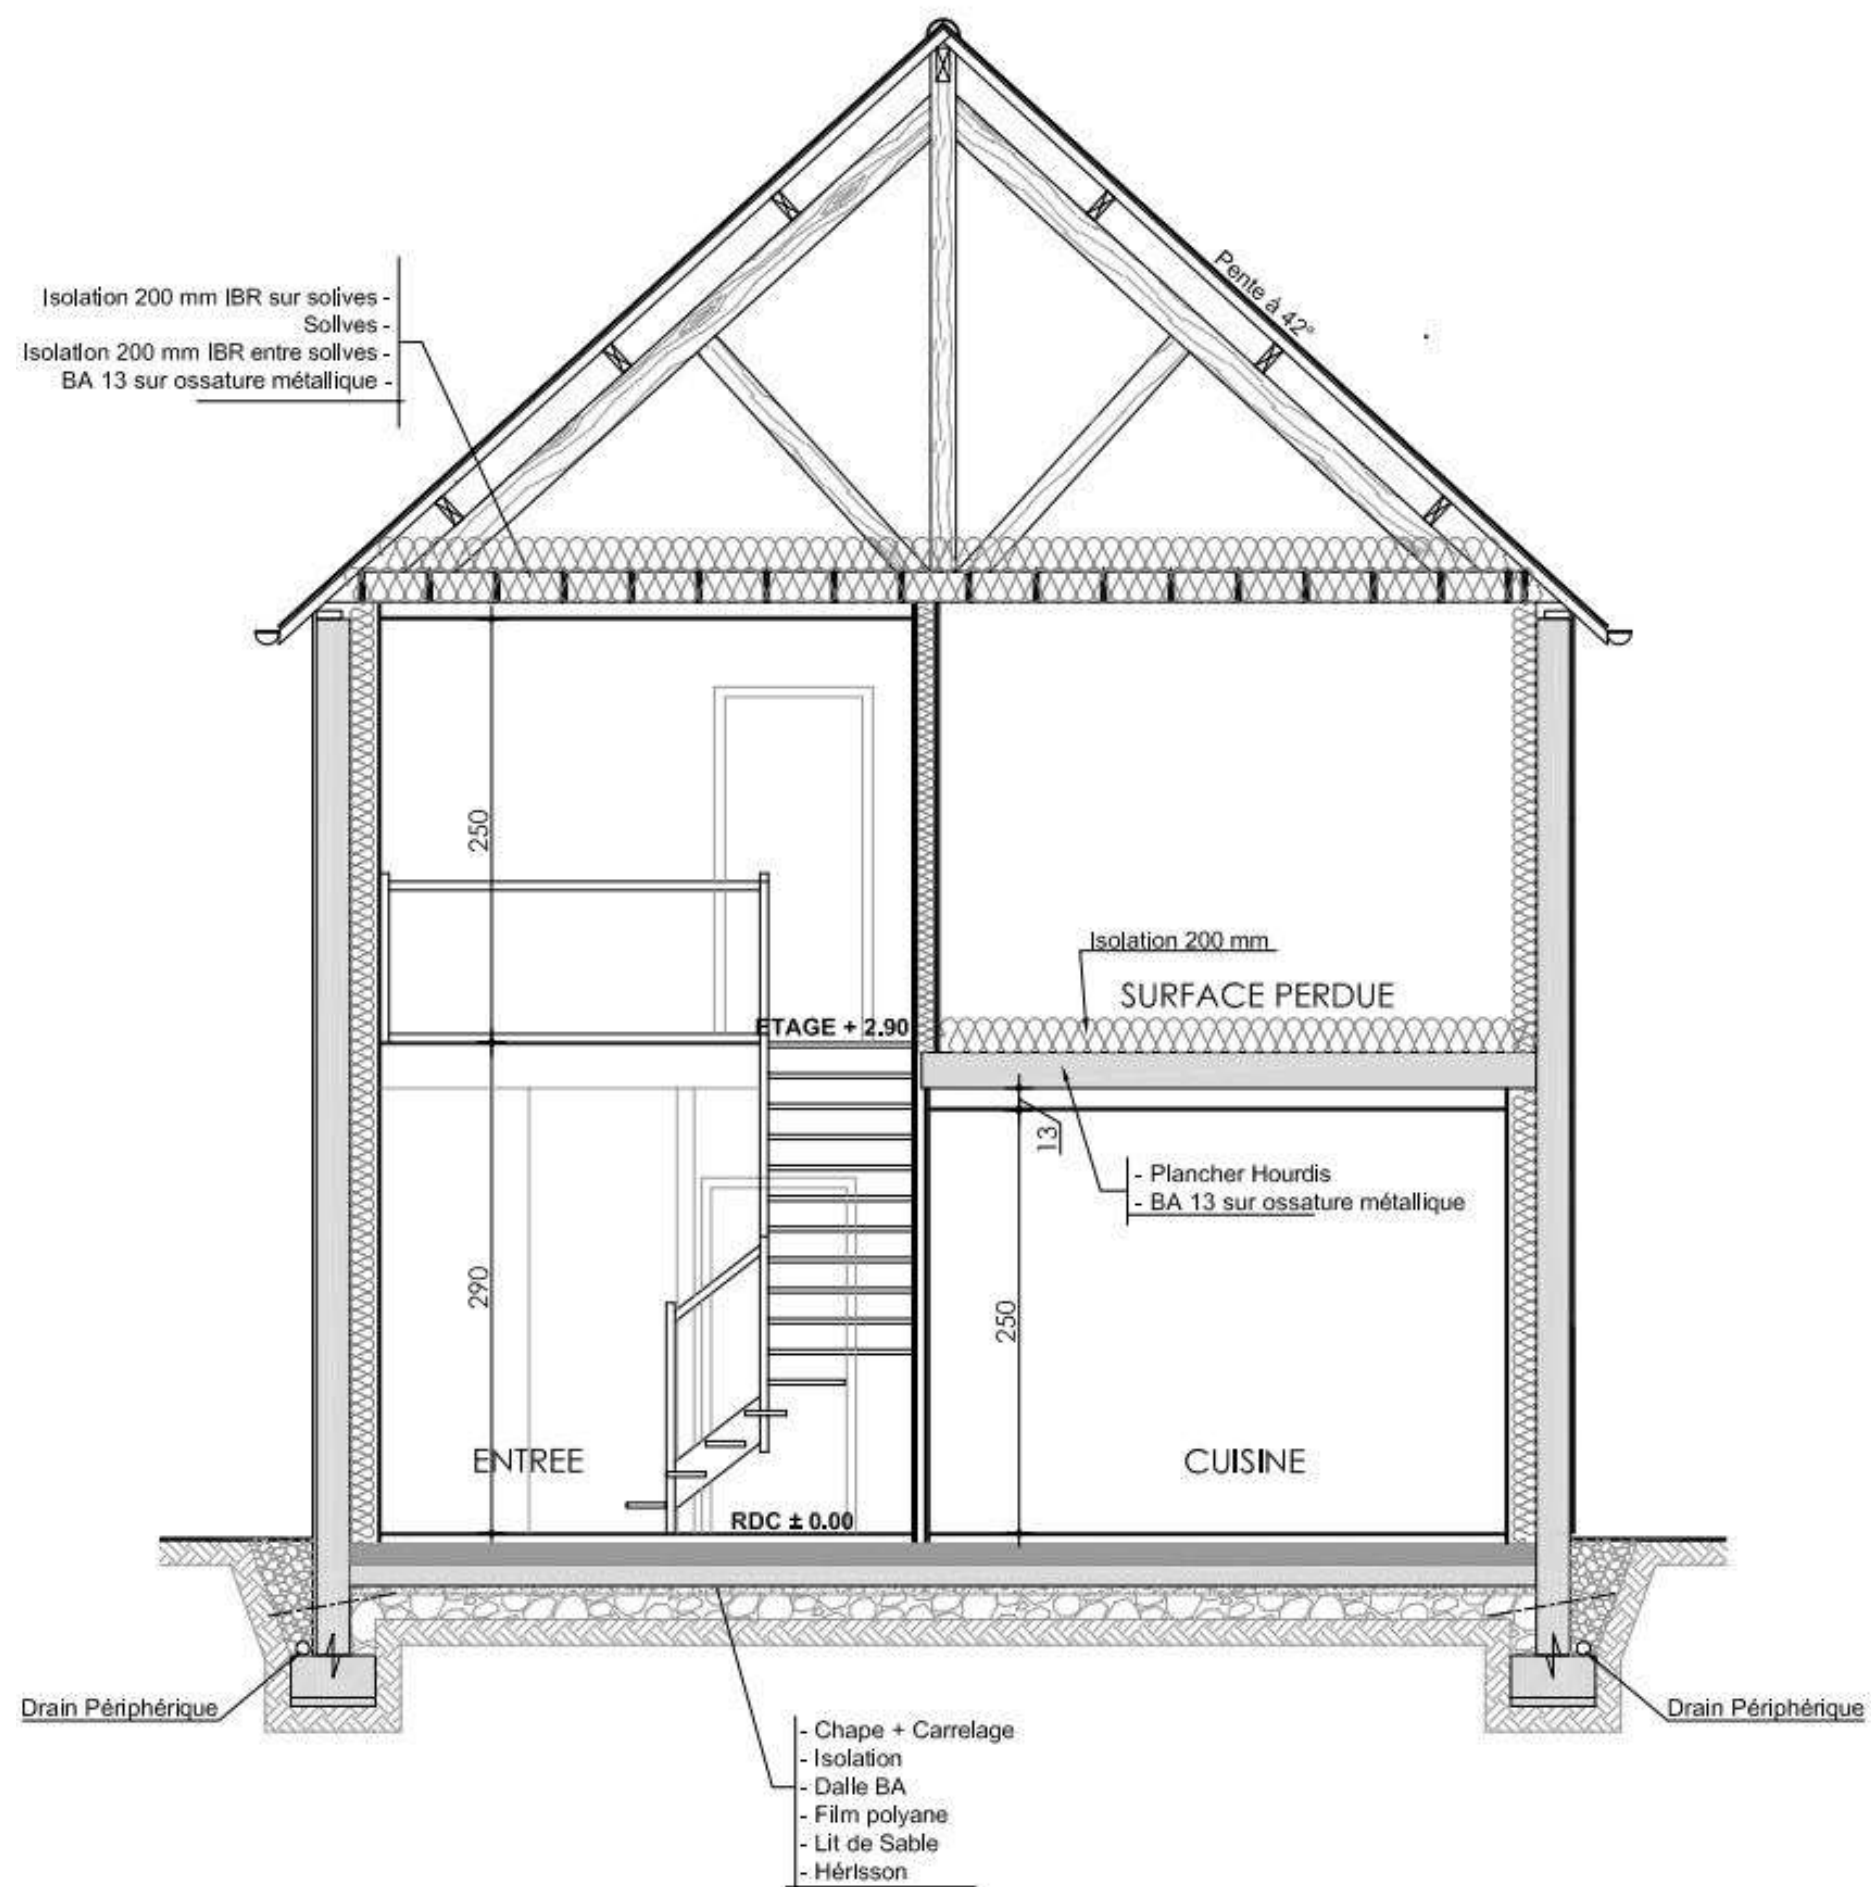 Pente à 42°
Isolation 200 mm IBR sur solives -
Solives -
Isolation 200 mm IBR entre solives -
BA 13 sur ossature métallique -
250
Isolation 200 mm
SURFACE PERDUE
ETAGE + 2.90
13
- Plancher Hourdis
- BA 13 sur ossature métallique
290
250
ENTREE
CUISINE
RDC ± 0.00
Drain Périphérique
Drain Périphérique
- Chape + Carrelage
- Isolation
- Dalle BA
- Film polyane
- Lit de Sable
- Hérisson